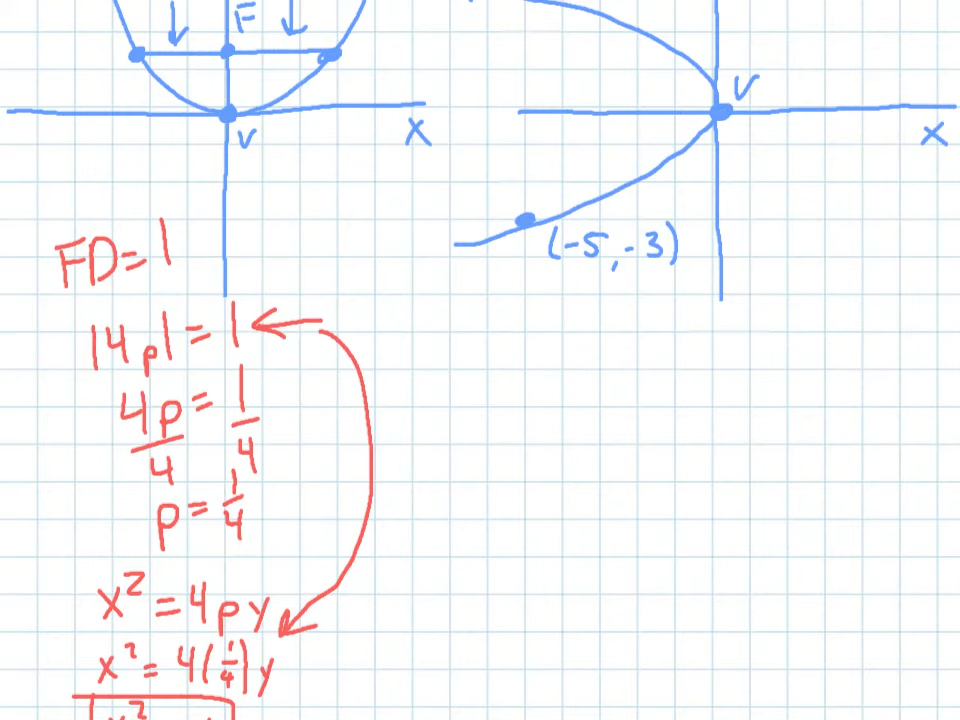 F
V
X
V
X
(-5, -3)
FD = 1
|4p| = 1
4p/4 = 1/4
p = 1/4
x² = 4py
x² = 4(1/4)y